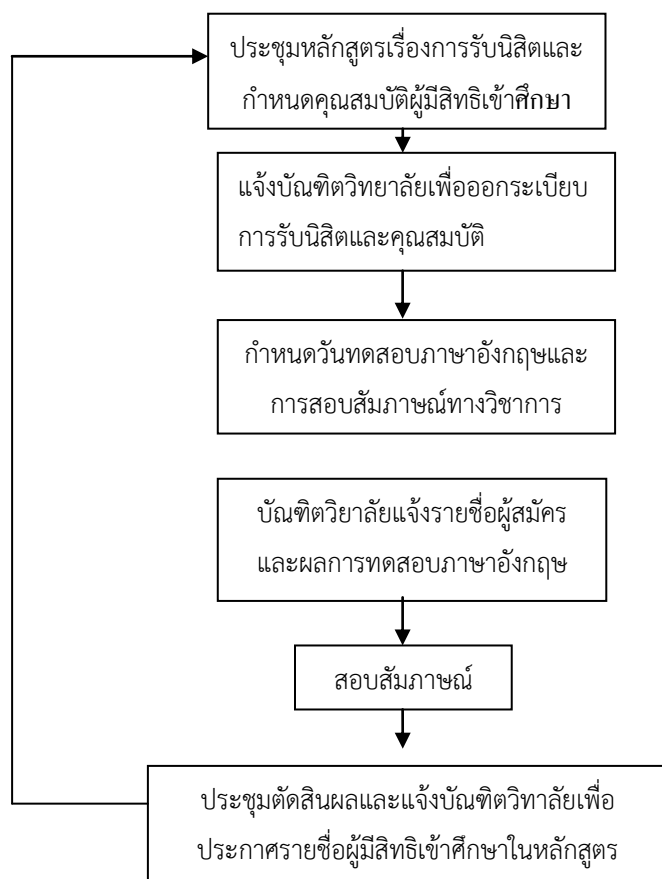 ประชุมหลักสูตรเรื่องการรับนิสิตและ
กำหนดคุณสมบัติผู้มีสิทธิเข้าศึกษา
แจ้งบัณฑิตวิทยาลัยเพื่อออกระเบียบ
การรับนิสิตและคุณสมบัติ
กำหนดวันทดสอบภาษาอังกฤษและ
การสอบสัมภาษณ์ทางวิชาการ
บัณฑิตวิยาลัยแจ้งรายชื่อผู้สมัคร
และผลการทดสอบภาษาอังกฤษ
สอบสัมภาษณ์
ประชุมตัดสินผลและแจ้งบัณฑิตวิทาลัยเพื่อ
ประกาศรายชื่อผู้มีสิทธิเข้าศึกษาในหลักสูตร